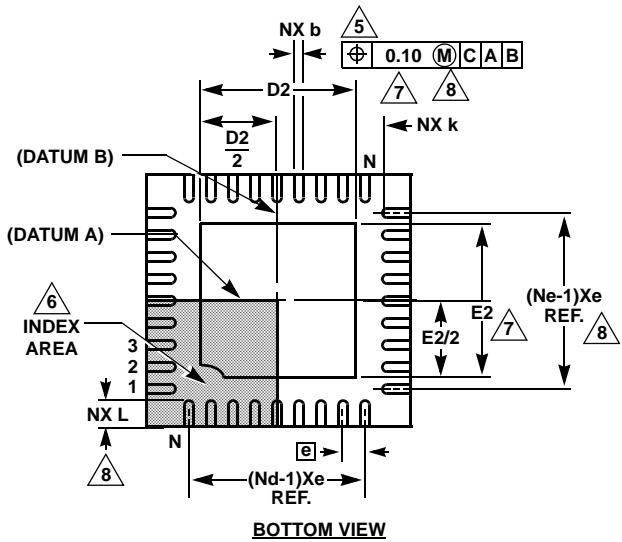 5
NX b
⌖ 0.10 Ⓜ C A B
7
8
D2
D2
2
NX k
(DATUM B)
N
(DATUM A)
6
INDEX
AREA
3
2
1
E2/2
E2
7
(Ne-1)Xe
REF.
8
NX L
8
N
e
(Nd-1)Xe
REF.
BOTTOM VIEW